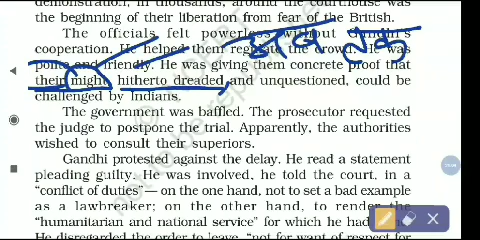 demonstration, in thousands, around the courthouse was
the beginning of their liberation from fear of the British.
The officials felt powerless without Gandhi's
cooperation. He helped them regulate the crowd. He was
polite and friendly. He was giving them concrete proof that
their might, hitherto dreaded and unquestioned, could be
challenged by Indians.
The government was baffled. The prosecutor requested
the judge to postpone the trial. Apparently, the authorities
wished to consult their superiors.
Gandhi protested against the delay. He read a statement
pleading guilty. He was involved, he told the court, in a
“conflict of duties”— on the one hand, not to set a bad example
as a lawbreaker; on the other hand, to render the
“humanitarian and national service” for which he had
He disregarded the order to leave, “not for want of respect for